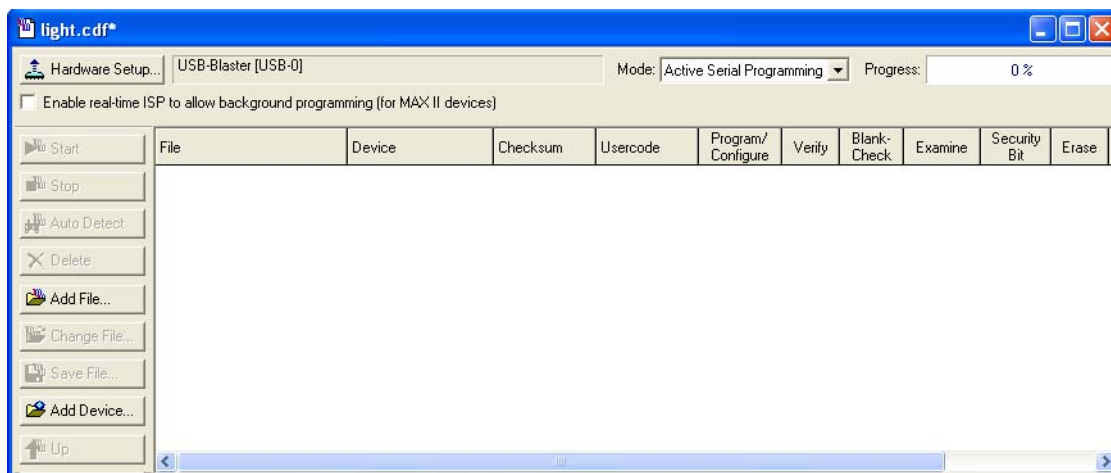 light.cdf*
Hardware Setup... USB-Blaster [USB-0] Mode: Active Serial Programming Progress: 0 %
Enable real-time ISP to allow background programming (for MAX II devices)
Start
Stop
Auto Detect
Delete
Add File...
Change File...
Save File...
Add Device...
Up
File Device Checksum Usercode Program/ Configure Verify Blank- Check Examine Security Bit Erase